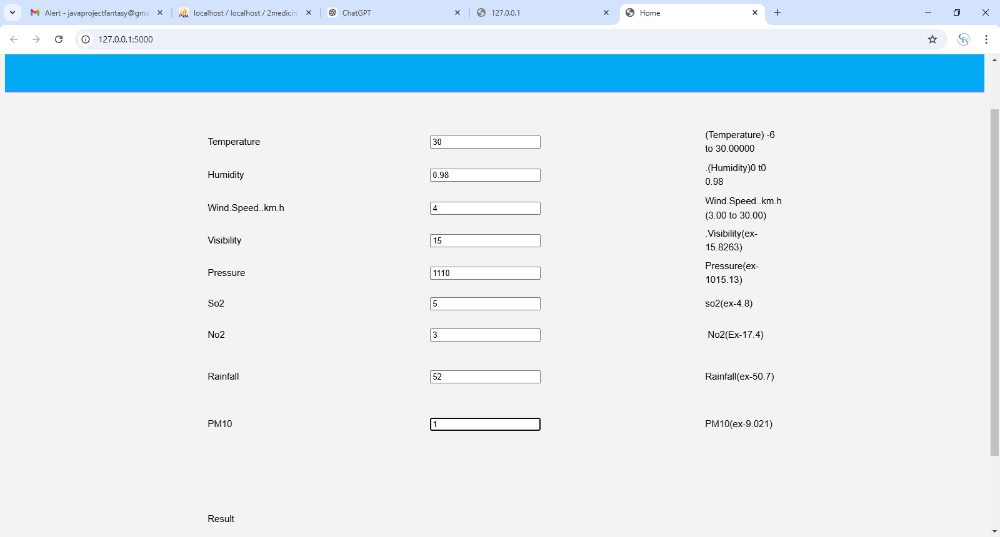 Alert - javaprojectfantasy@gma
localhost / localhost / 2medicin
ChatGPT
127.0.0.1
Home
127.0.0.1:5000
Temperature 30 (Temperature) -6
to 30.00000
Humidity 0.98 .(Humidity)0 t0
0.98
Wind.Speed..km.h 4 Wind.Speed..km.h
(3.00 to 30.00)
Visibility 15 .Visibility(ex-
15.8263)
Pressure 1110 Pressure(ex-
1015.13)
So2 5 so2(ex-4.8)
No2 3 No2(Ex-17.4)
Rainfall 52 Rainfall(ex-50.7)
PM10 1 PM10(ex-9.021)
Result